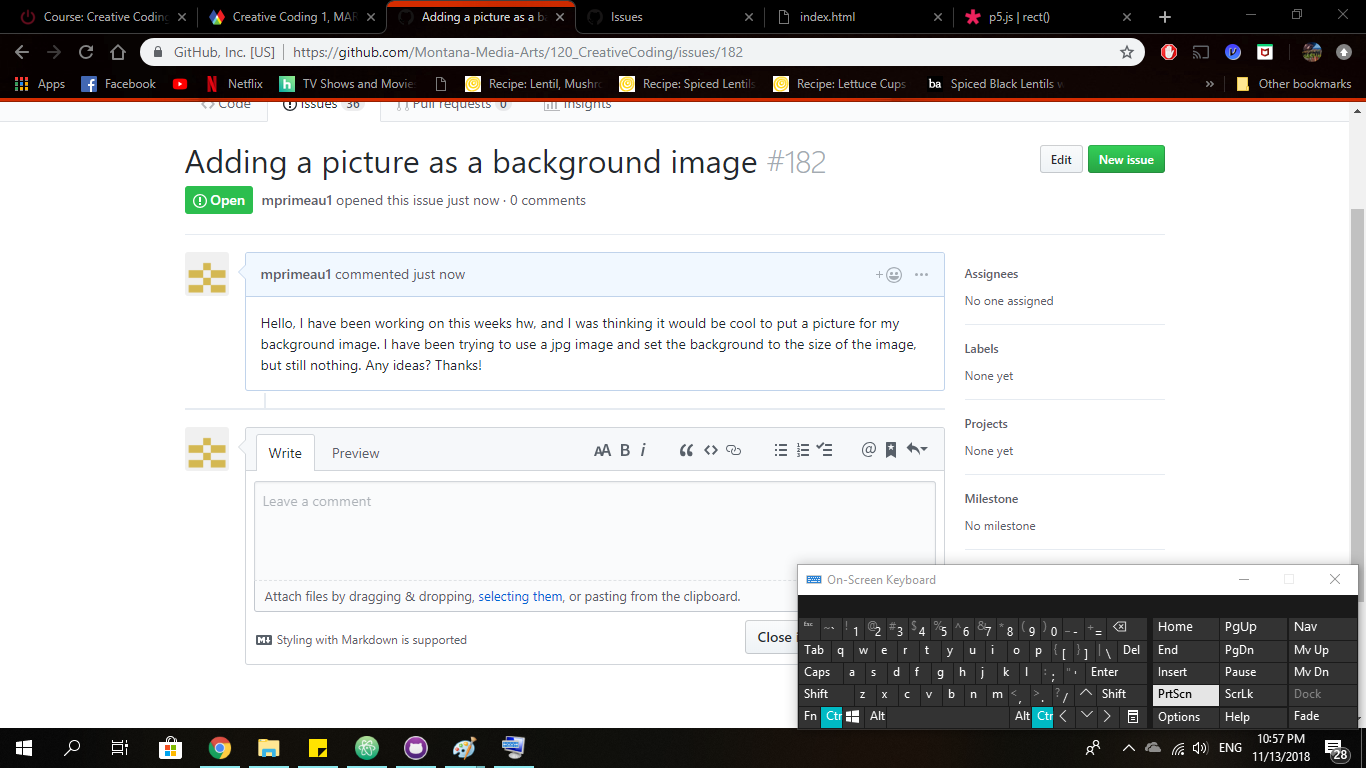 Course: Creative Coding
Creative Coding 1, MAR
Adding a picture as a ba
Issues
index.html
p5.js | rect()
GitHub, Inc. [US] | https://github.com/Montana-Media-Arts/120_CreativeCoding/issues/182
Apps Facebook Netflix TV Shows and Movie Recipe: Lentil, Mushro Recipe: Spiced Lentils Recipe: Lettuce Cups ba Spiced Black Lentils w » Other bookmarks
Code Issues 36 Pull requests 0 Insights
Adding a picture as a background image #182
Edit New issue
Open mprimeau1 opened this issue just now · 0 comments
mprimeau1 commented just now
Hello, I have been working on this weeks hw, and I was thinking it would be cool to put a picture for my
background image. I have been trying to use a jpg image and set the background to the size of the image,
but still nothing. Any ideas? Thanks!
Assignees
No one assigned
Labels
None yet
Projects
None yet
Milestone
No milestone
Write Preview
AA B i
Leave a comment
Attach files by dragging & dropping, selecting them, or pasting from the clipboard.
Styling with Markdown is supported
Close i
On-Screen Keyboard
Esc ~ ` ! 1 @ 2 # 3 $ 4 % 5 ^ 6 & 7 * 8 ( 9 ) 0 _ - + = Home PgUp Nav
Tab q w e r t y u i o p { [ } ] | \ Del End PgDn Mv Up
Caps a s d f g h j k l : ; " ' Enter Insert Pause Mv Dn
Shift z x c v b n m < , > . ? / ^ Shift PrtScn ScrLk Dock
Fn Ctr Alt Alt Ctr Options Help Fade
ENG
10:57 PM
11/13/2018
28